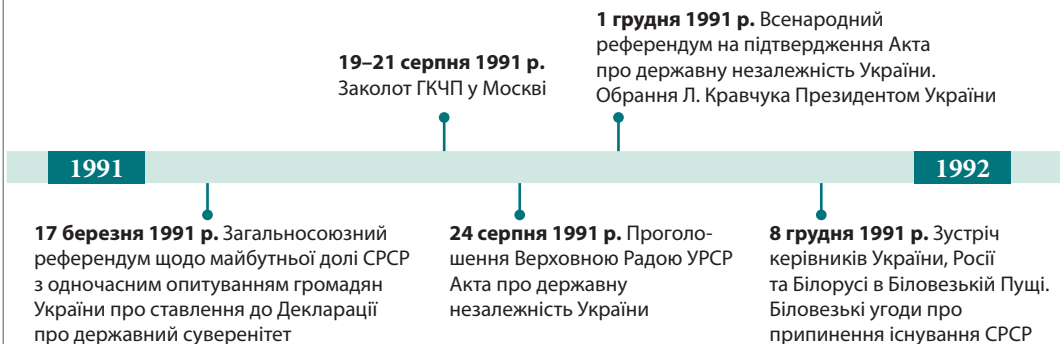 1 грудня 1991 р. Всенародний
референдум на підтвердження Акта
про державну незалежність України.
Обрання Л. Кравчука Президентом України
19–21 серпня 1991 р.
Заколот ГКЧП у Москві
1991
1992
17 березня 1991 р. Загальносоюзний
референдум щодо майбутньої долі СРСР
з одночасним опитуванням громадян
України про ставлення до Декларації
про державний суверенітет
24 серпня 1991 р. Проголо-
шення Верховною Радою УРСР
Акта про державну
незалежність України
8 грудня 1991 р. Зустріч
керівників України, Росії
та Білорусі в Біловезькій Пущі.
Біловезькі угоди про
припинення існування СРСР